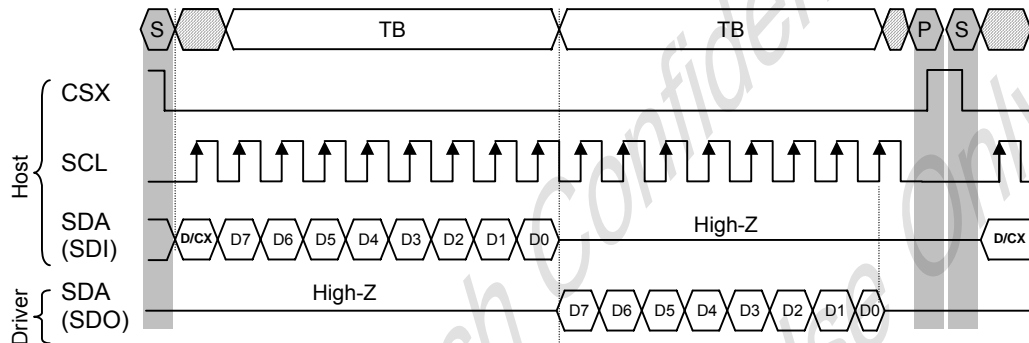 S TB TB P S
CSX
SCL
Host
SDA
(SDI)
D/CX D7 D6 D5 D4 D3 D2 D1 D0 High-Z D/CX
Driver
SDA
(SDO)
High-Z D7 D6 D5 D4 D3 D2 D1 D0